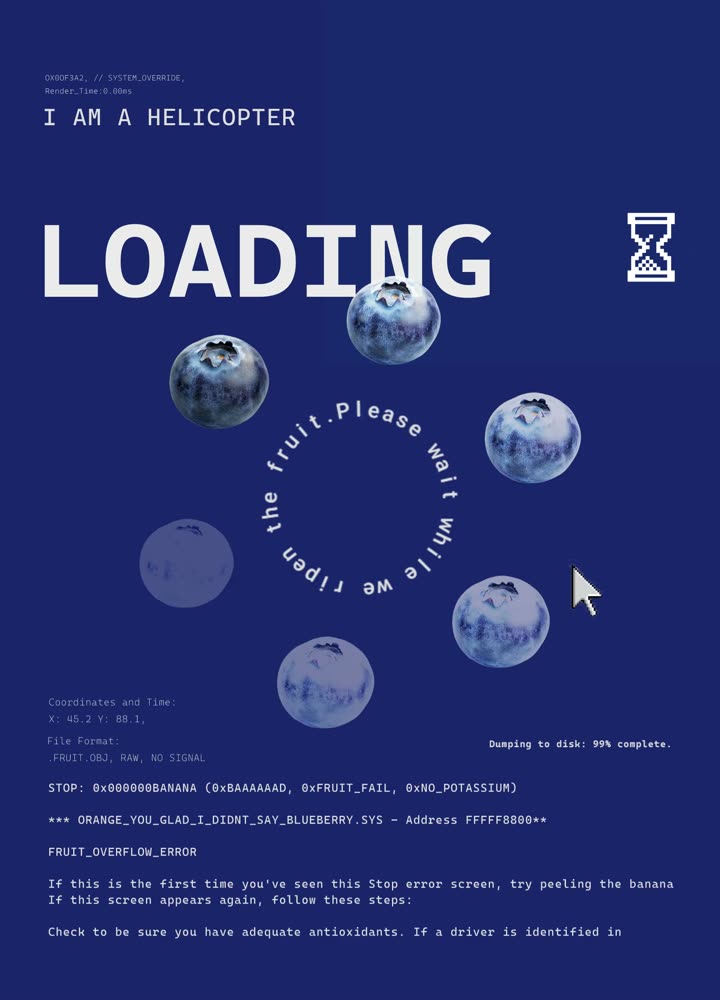 0X0OF3A2, // SYSTEM_OVERRIDE,
Render_Time:0.00ms
I AM A HELICOPTER
LOADING
Please wait while we ripen the fruit.
Coordinates and Time:
X: 45.2 Y: 88.1,
File Format:
.FRUIT.OBJ, RAW, NO SIGNAL
Dumping to disk: 99% complete.
STOP: 0x000000BANANA (0xBAAAAAAD, 0xFRUIT_FAIL, 0xNO_POTASSIUM)
*** ORANGE_YOU_GLAD_I_DIDNT_SAY_BLUEBERRY.SYS – Address FFFFF8800**
FRUIT_OVERFLOW_ERROR
If this is the first time you've seen this Stop error screen, try peeling the banana
If this screen appears again, follow these steps:
Check to be sure you have adequate antioxidants. If a driver is identified in